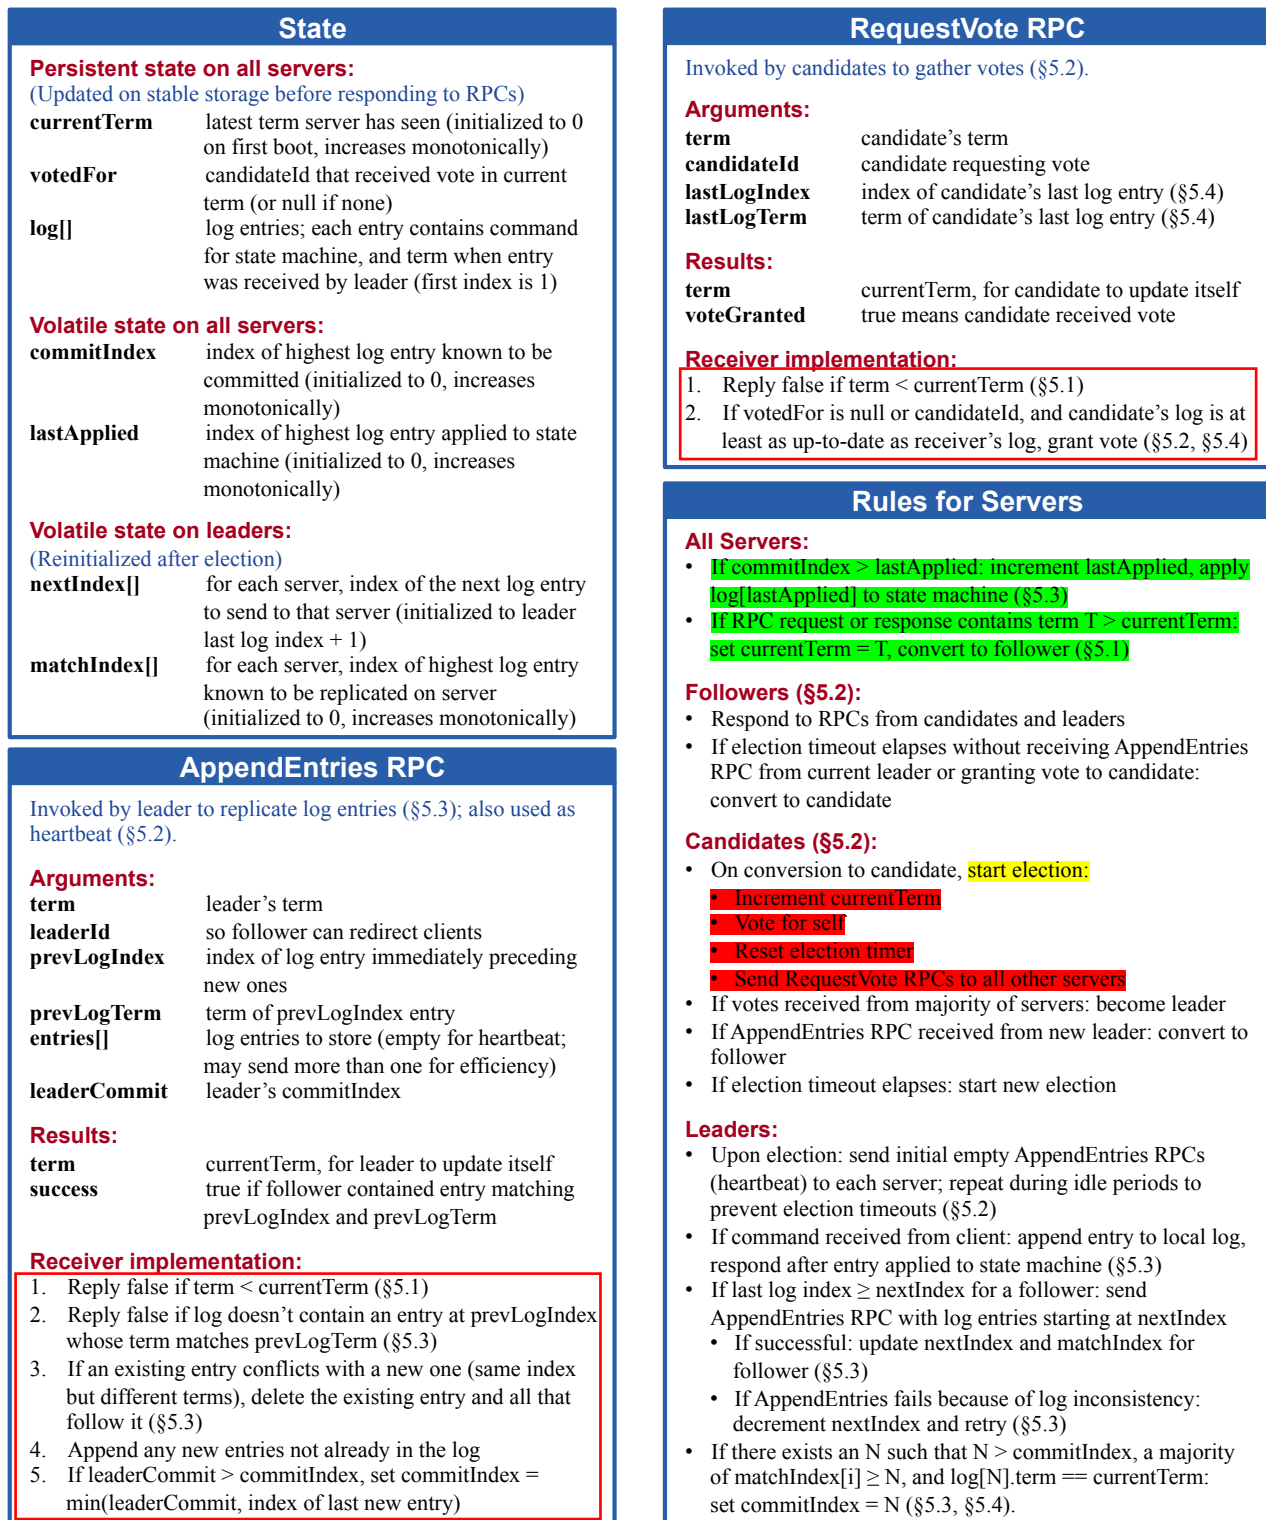 State
Persistent state on all servers:
(Updated on stable storage before responding to RPCs)
currentTerm latest term server has seen (initialized to 0
on first boot, increases monotonically)
votedFor candidateId that received vote in current
term (or null if none)
log[] log entries; each entry contains command
for state machine, and term when entry
was received by leader (first index is 1)
Volatile state on all servers:
commitIndex index of highest log entry known to be
committed (initialized to 0, increases
monotonically)
lastApplied index of highest log entry applied to state
machine (initialized to 0, increases
monotonically)
Volatile state on leaders:
(Reinitialized after election)
nextIndex[] for each server, index of the next log entry
to send to that server (initialized to leader
last log index + 1)
matchIndex[] for each server, index of highest log entry
known to be replicated on server
(initialized to 0, increases monotonically)
AppendEntries RPC
Invoked by leader to replicate log entries (§5.3); also used as
heartbeat (§5.2).
Arguments:
term leader’s term
leaderId so follower can redirect clients
prevLogIndex index of log entry immediately preceding
new ones
prevLogTerm term of prevLogIndex entry
entries[] log entries to store (empty for heartbeat;
may send more than one for efficiency)
leaderCommit leader’s commitIndex
Results:
term currentTerm, for leader to update itself
success true if follower contained entry matching
prevLogIndex and prevLogTerm
Receiver implementation:
1. Reply false if term < currentTerm (§5.1)
2. Reply false if log doesn’t contain an entry at prevLogIndex
whose term matches prevLogTerm (§5.3)
3. If an existing entry conflicts with a new one (same index
but different terms), delete the existing entry and all that
follow it (§5.3)
4. Append any new entries not already in the log
5. If leaderCommit > commitIndex, set commitIndex =
min(leaderCommit, index of last new entry)
RequestVote RPC
Invoked by candidates to gather votes (§5.2).
Arguments:
term candidate’s term
candidateId candidate requesting vote
lastLogIndex index of candidate’s last log entry (§5.4)
lastLogTerm term of candidate’s last log entry (§5.4)
Results:
term currentTerm, for candidate to update itself
voteGranted true means candidate received vote
Receiver implementation:
1. Reply false if term < currentTerm (§5.1)
2. If votedFor is null or candidateId, and candidate’s log is at
least as up-to-date as receiver’s log, grant vote (§5.2, §5.4)
Rules for Servers
All Servers:
• If commitIndex > lastApplied: increment lastApplied, apply
log[lastApplied] to state machine (§5.3)
• If RPC request or response contains term T > currentTerm:
set currentTerm = T, convert to follower (§5.1)
Followers (§5.2):
• Respond to RPCs from candidates and leaders
• If election timeout elapses without receiving AppendEntries
RPC from current leader or granting vote to candidate:
convert to candidate
Candidates (§5.2):
• On conversion to candidate, start election:
• Increment currentTerm
• Vote for self
• Reset election timer
• Send RequestVote RPCs to all other servers
• If votes received from majority of servers: become leader
• If AppendEntries RPC received from new leader: convert to
follower
• If election timeout elapses: start new election
Leaders:
• Upon election: send initial empty AppendEntries RPCs
(heartbeat) to each server; repeat during idle periods to
prevent election timeouts (§5.2)
• If command received from client: append entry to local log,
respond after entry applied to state machine (§5.3)
• If last log index ≥ nextIndex for a follower: send
AppendEntries RPC with log entries starting at nextIndex
• If successful: update nextIndex and matchIndex for
follower (§5.3)
• If AppendEntries fails because of log inconsistency:
decrement nextIndex and retry (§5.3)
• If there exists an N such that N > commitIndex, a majority
of matchIndex[i] ≥ N, and log[N].term == currentTerm:
set commitIndex = N (§5.3, §5.4).